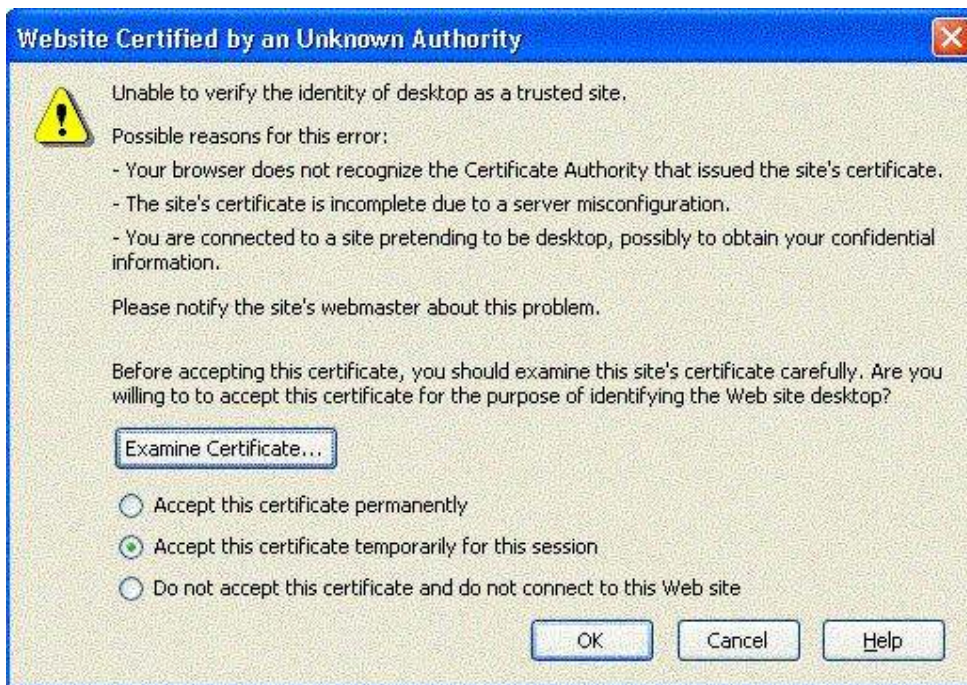 Website Certified by an Unknown Authority
Unable to verify the identity of desktop as a trusted site.
Possible reasons for this error:
- Your browser does not recognize the Certificate Authority that issued the site's certificate.
- The site's certificate is incomplete due to a server misconfiguration.
- You are connected to a site pretending to be desktop, possibly to obtain your confidential
information.
Please notify the site's webmaster about this problem.
Before accepting this certificate, you should examine this site's certificate carefully. Are you
willing to to accept this certificate for the purpose of identifying the Web site desktop?
Examine Certificate...
Accept this certificate permanently
Accept this certificate temporarily for this session
Do not accept this certificate and do not connect to this Web site
OK Cancel Help